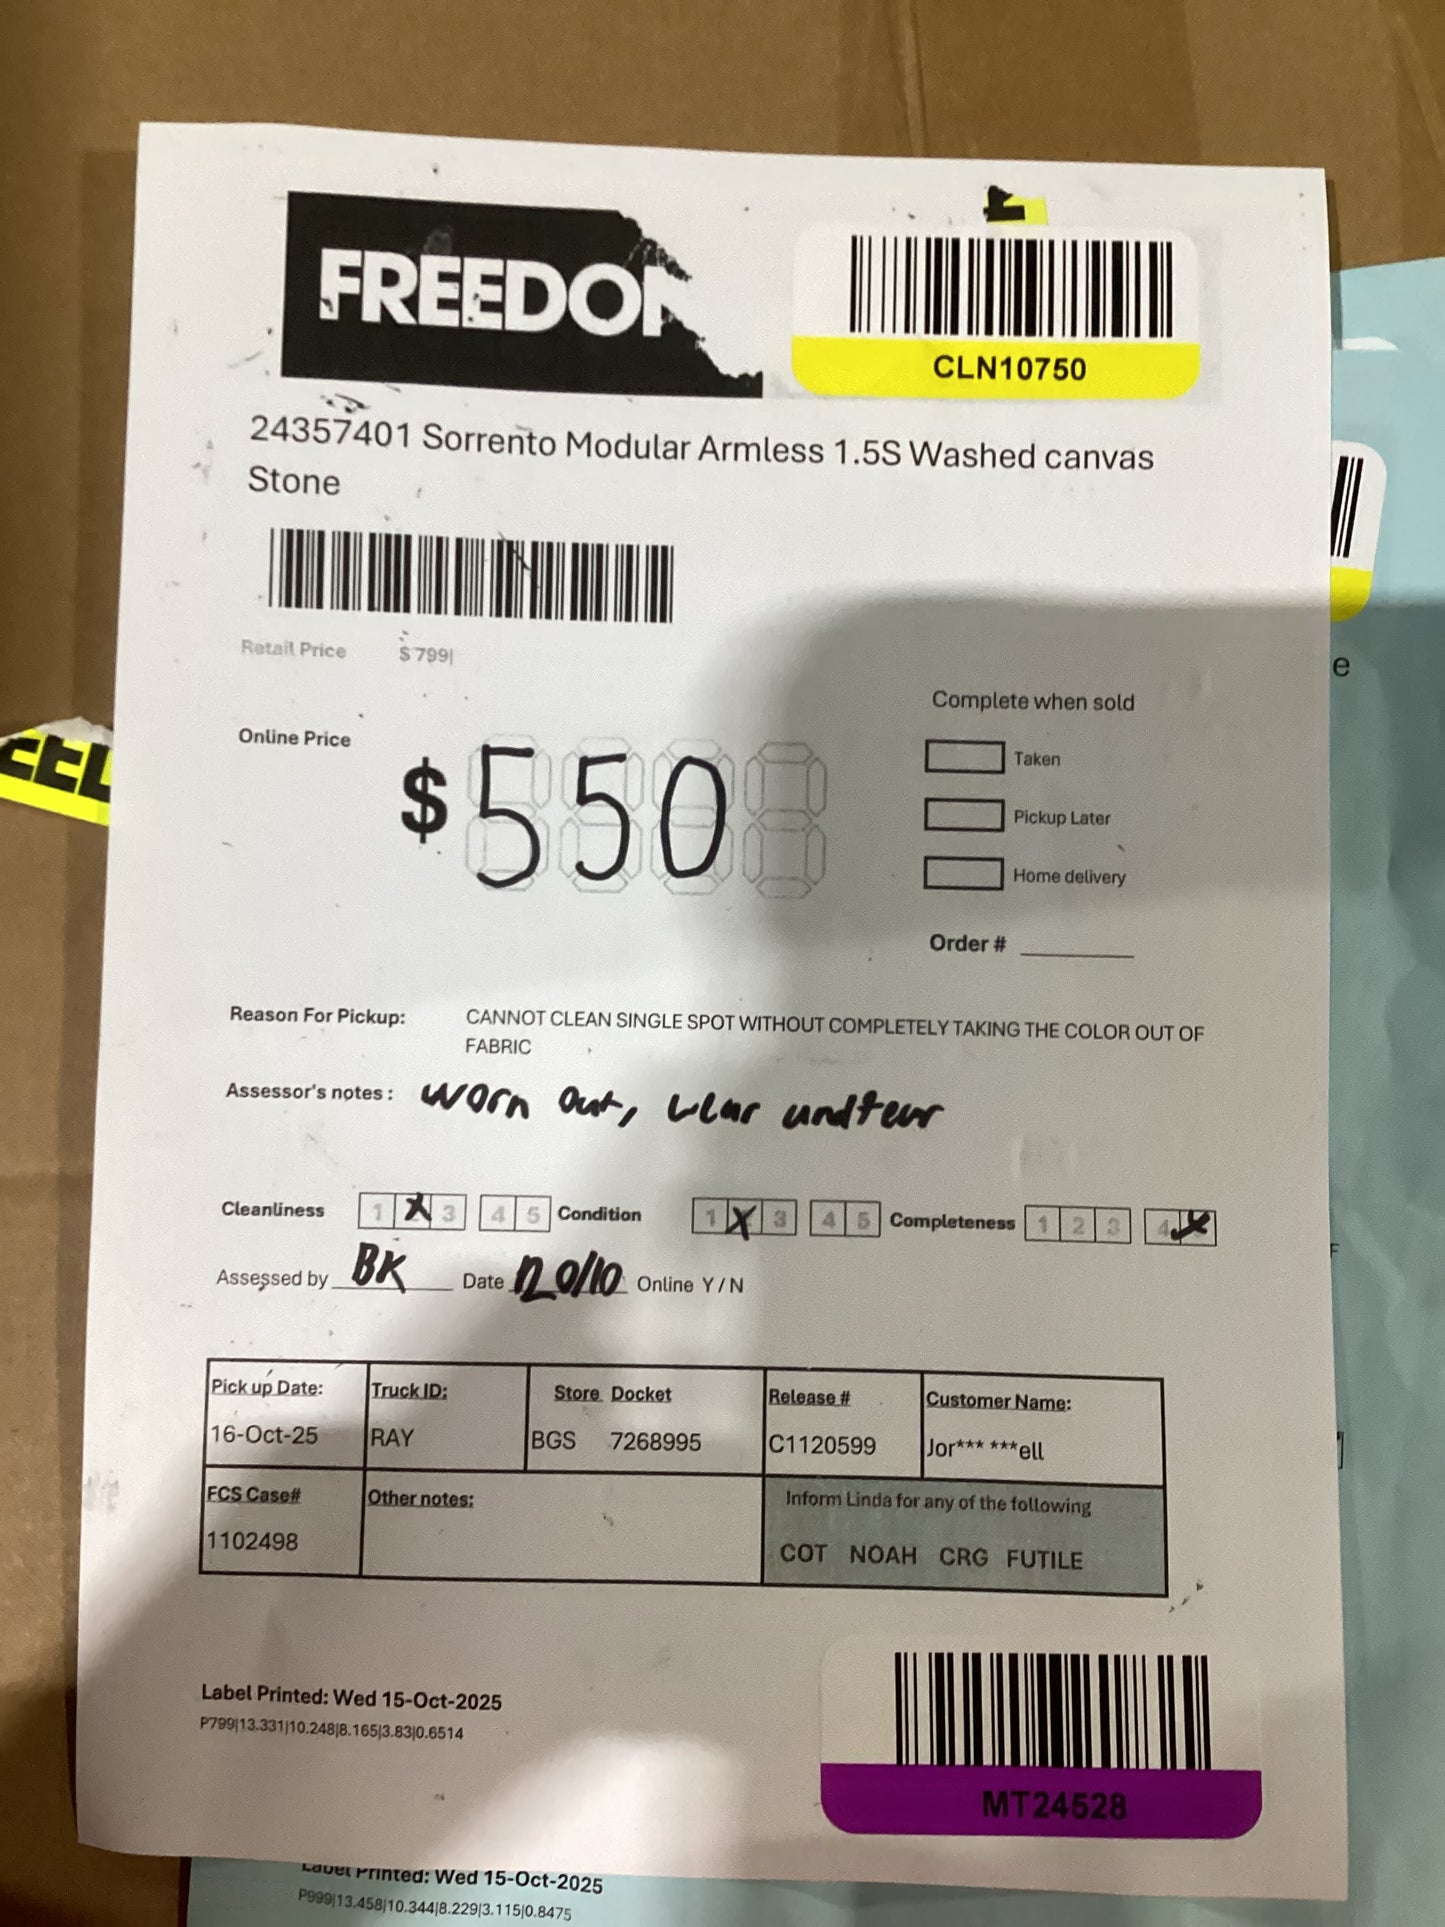 FREEDO
CLN10750
24357401 Sorrento Modular Armless 1.5S Washed canvas
Stone
Retail Price $799|
Online Price
$550
Complete when sold
Taken
Pickup Later
Home delivery
Order #
Reason For Pickup: CANNOT CLEAN SINGLE SPOT WITHOUT COMPLETELY TAKING THE COLOR OUT OF
FABRIC
Assessor's notes: worn out, wear
Cleanliness 1 3 4 5 Condition 1 3 4 5 Completeness 1 2 3 4
Assessed by BK Date 0/10 Online Y / N
Pick up Date: Truck ID: Store Docket Release # Customer Name:
16-Oct-25 RAY BGS 7268995 C1120599 Jor*** ***ell
FCS Case# Other notes: Inform Linda for any of the following
1102498 COT NOAH CRG FUTILE
Label Printed: Wed 15-Oct-2025
P799|13.331|10.248|8.165|3.83|0.6514
MT24528
Label Printed: Wed 15-Oct-2025
P999|13.458|10.344|8.229|3.115|0.8475
e
F